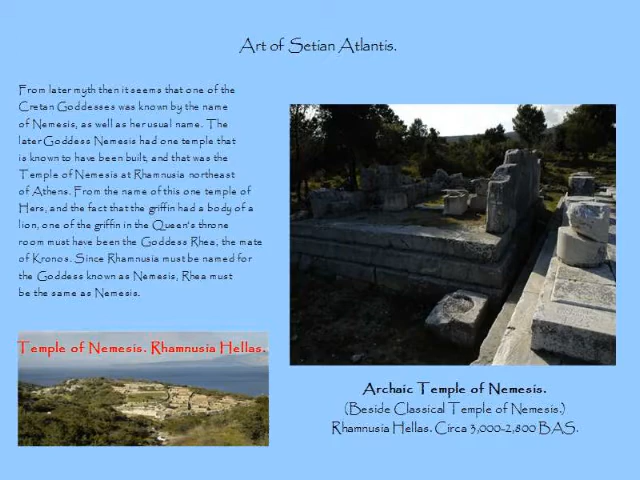 Art of Setian Atlantis.
From later myth then it seems that one of the
Cretan Goddesses was known by the name
of Nemesis, as well as her usual name. The
later Goddess Nemesis had one temple that
is known to have been built, and that was the
Temple of Nemesis at Rhamnusia northeast
of Athens. From the name of this one temple of
Hers, and the fact that the griffin had a body of a
lion, one of the griffin in the Queen's throne
room must have been the Goddess Rhea, the mate
of Kronos. Since Rhamnusia must be named for
the Goddess known as Nemesis, Rhea must
be the same as Nemesis.
Temple of Nemesis. Rhamnusia Hellas.
Archaic Temple of Nemesis.
(Beside Classical Temple of Nemesis.)
Rhamnusia Hellas. Circa 3,000-2,800 BAS.